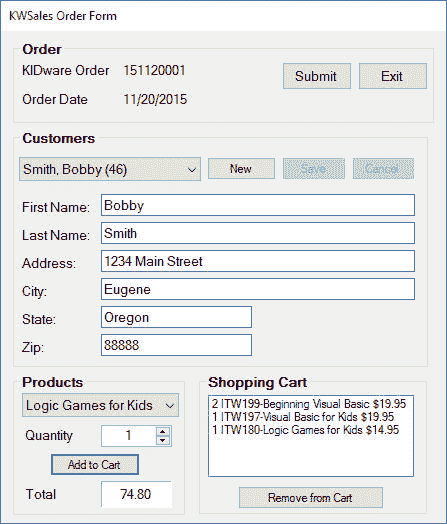 KWSales Order Form
Order
KIDware Order 151120001
Order Date 11/20/2015
Submit Exit
Customers
Smith, Bobby (46) New Save Cancel
First Name: Bobby
Last Name: Smith
Address: 1234 Main Street
City: Eugene
State: Oregon
Zip: 88888
Products
Logic Games for Kids
Quantity 1
Add to Cart
Total 74.80
Shopping Cart
2 ITW199-Beginning Visual Basic $19.95
1 ITW197-Visual Basic for Kids $19.95
1 ITW180-Logic Games for Kids $14.95
Remove from Cart